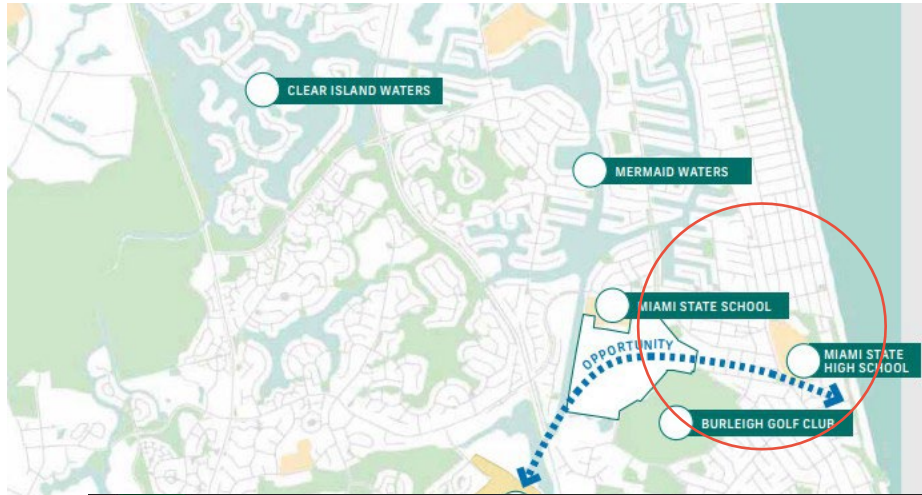 CLEAR ISLAND WATERS
MERMAID WATERS
MIAMI STATE SCHOOL
OPPORTUNITY
MIAMI STATE
HIGH SCHOOL
BURLEIGH GOLF CLUB